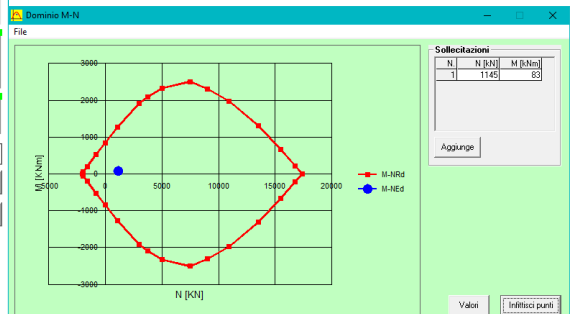 Dominio M-N
File
Sollecitazioni
N. N [kN] M [kNm]
1 1145 83
Aggiunge
3000
2000
1000
0
-1000
-2000
-3000
-5000 0 5000 10000 15000 20000
M [KNm]
N [KN]
M-NRd
M-NEd
Valori
Infittisci punti